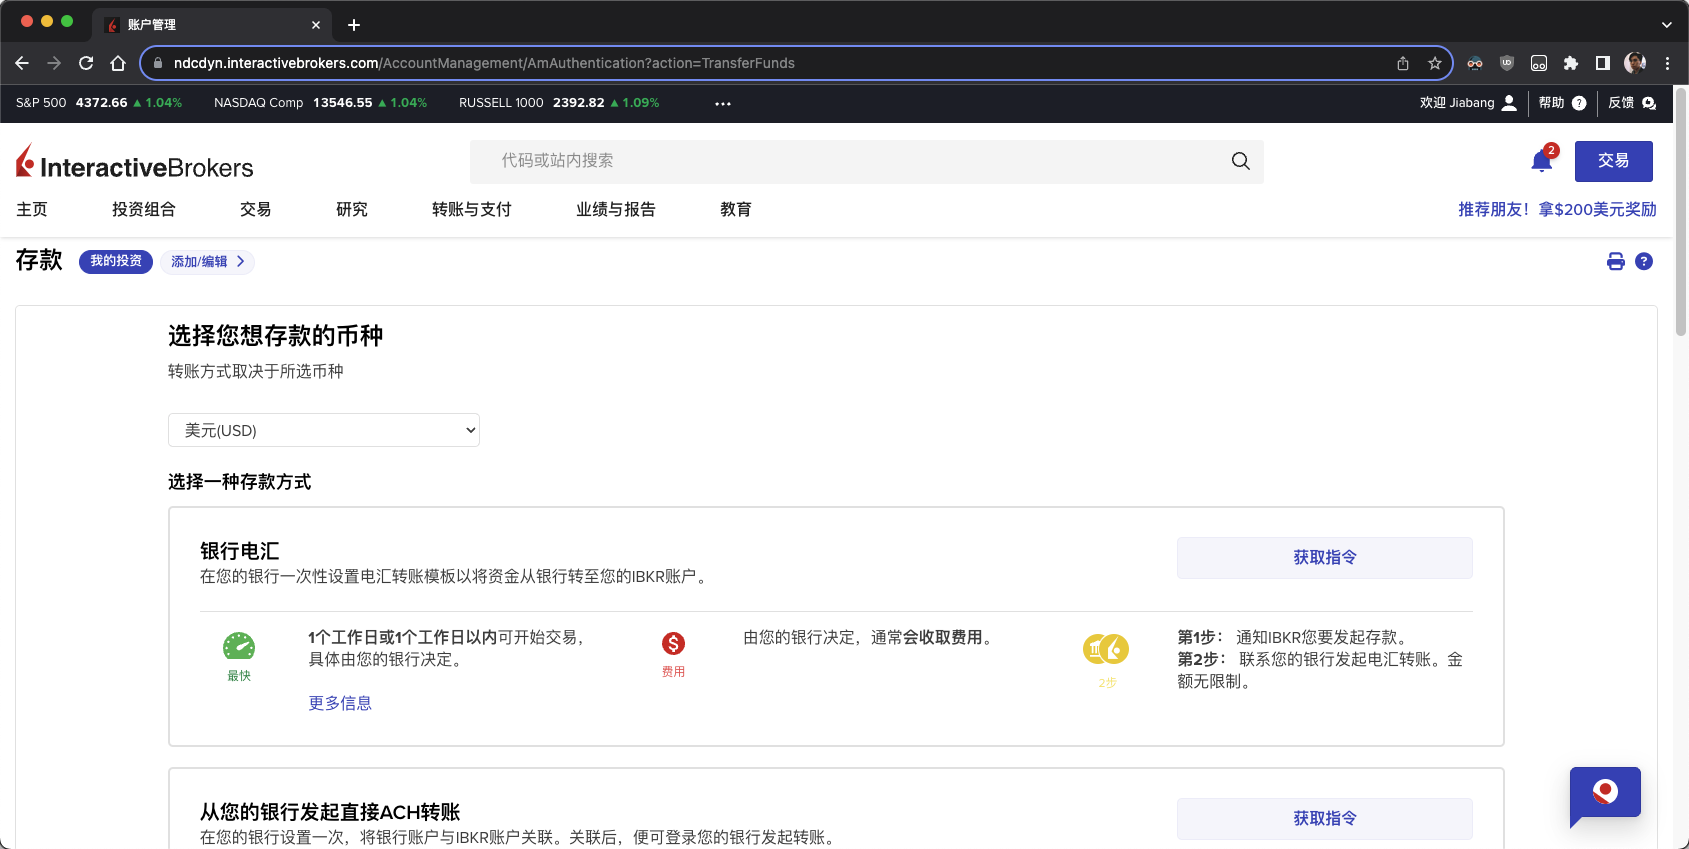 账户管理
ndcdyn.interactivebrokers.com/AccountManagement/AmAuthentication?action=TransferFunds
S&P 500 4372.66 ▲ 1.04% NASDAQ Comp 13546.55 ▲ 1.04% RUSSELL 1000 2392.82 ▲ 1.09% ••• 欢迎 Jiabang 帮助 ? 反馈
InteractiveBrokers 代码或站内搜索 2 交易
主页 投资组合 交易 研究 转账与支付 业绩与报告 教育 推荐朋友！拿$200美元奖励
存款 我的投资 添加/编辑 ?
选择您想存款的币种
转账方式取决于所选币种
美元(USD)
选择一种存款方式
银行电汇
在您的银行一次性设置电汇转账模板以将资金从银行转至您的IBKR账户。
获取指令
最快
1个工作日或1个工作日以内可开始交易，
具体由您的银行决定。
更多信息
$
费用
由您的银行决定，通常会收取费用。
2步
第1步： 通知IBKR您要发起存款。
第2步： 联系您的银行发起电汇转账。金
额无限制。
从您的银行发起直接ACH转账
在您的银行设置一次，将银行账户与IBKR账户关联。关联后，便可登录您的银行发起转账。
获取指令